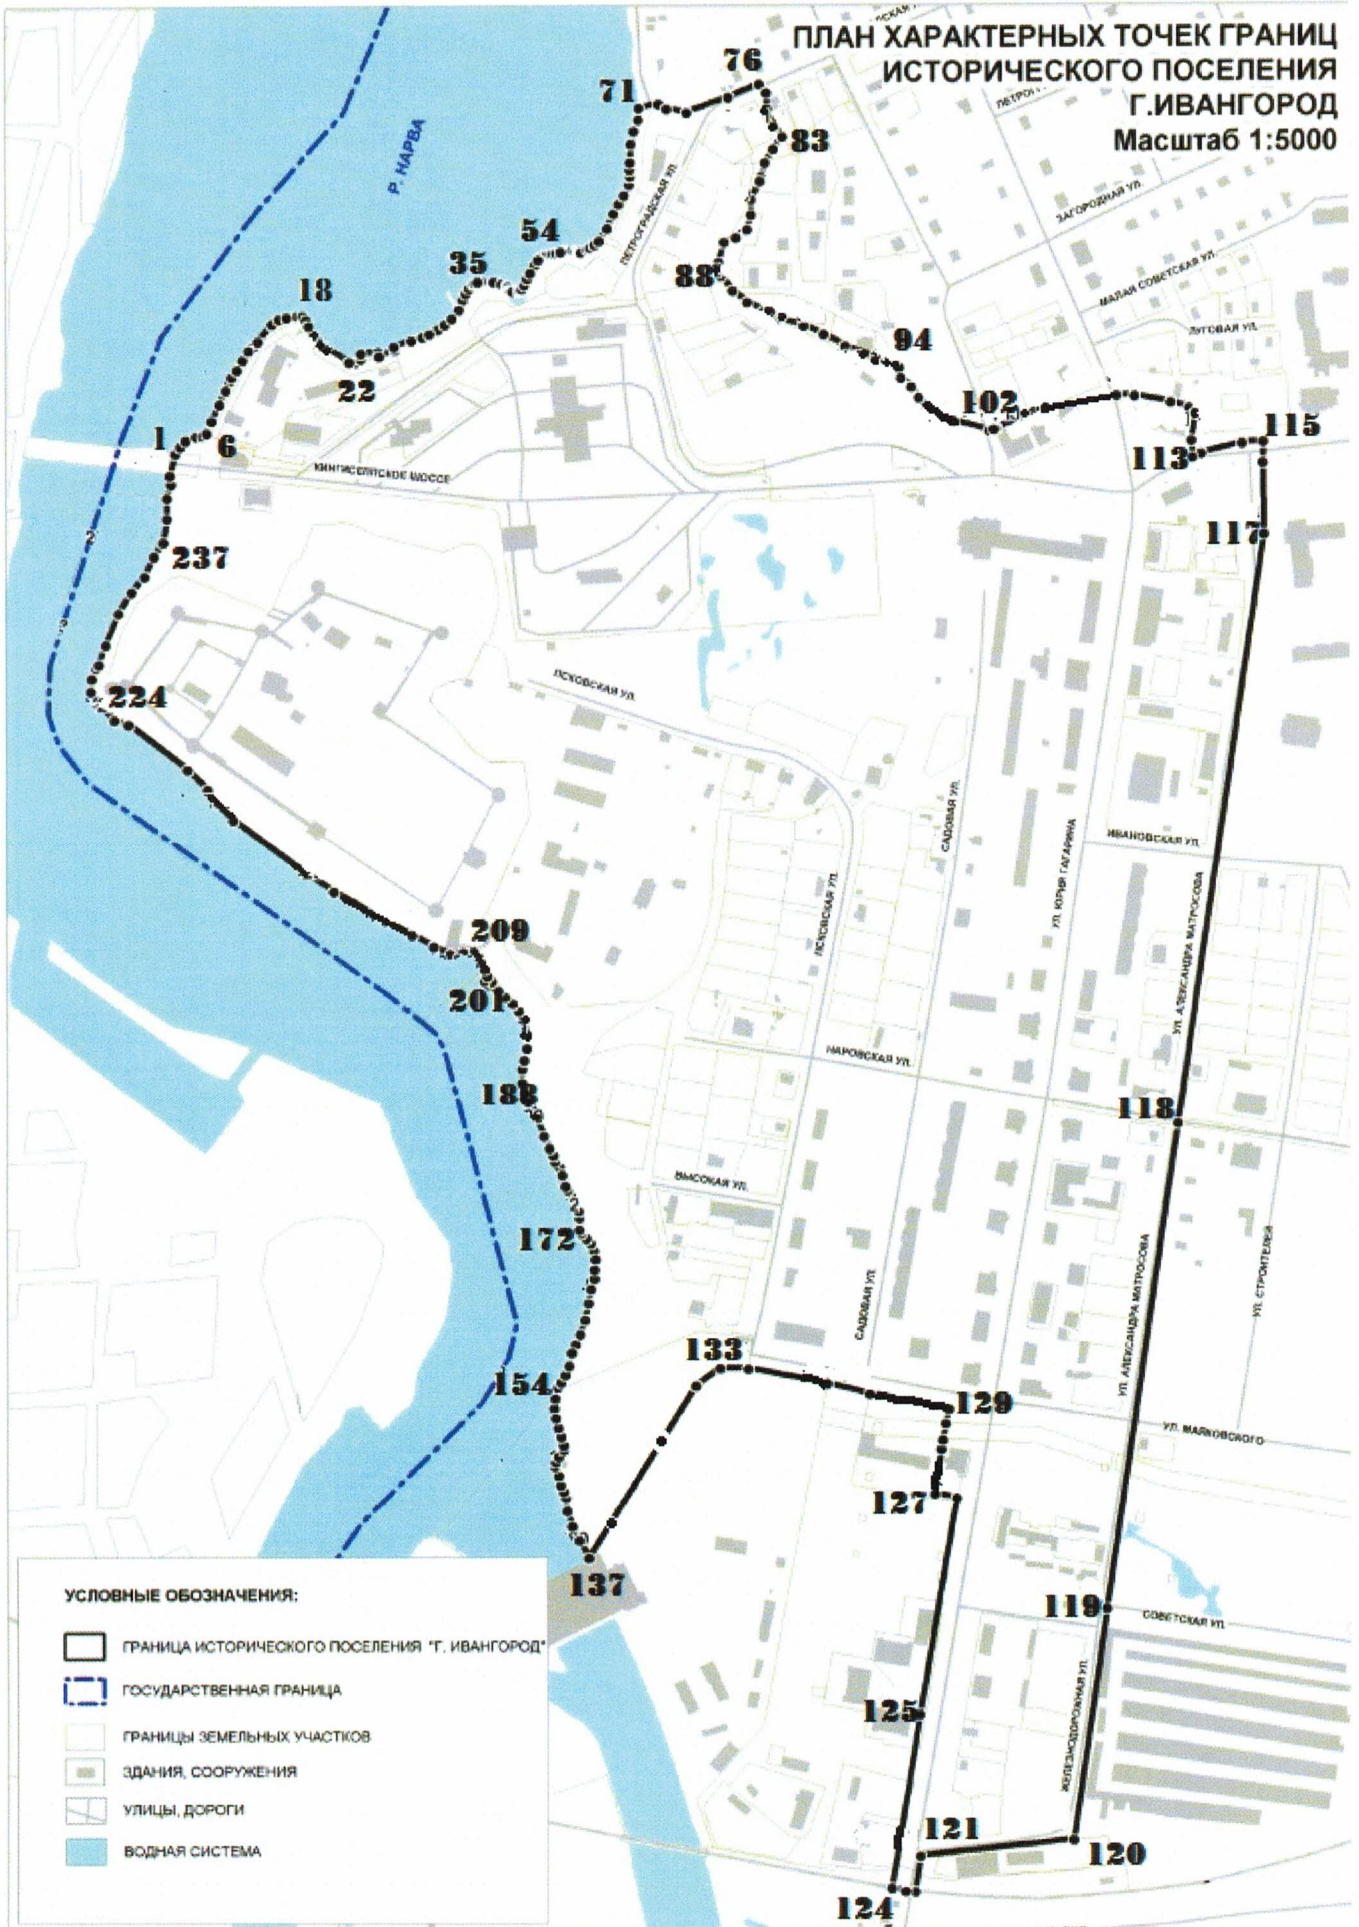 ПЛАН ХАРАКТЕРНЫХ ТОЧЕК ГРАНИЦ
ИСТОРИЧЕСКОГО ПОСЕЛЕНИЯ
Г.ИВАНГОРОД
Масштаб 1:5000
76
71
83
Р. НАРВА
ПЕТРОГРАДСКАЯ УЛ.
ЗАГОРОДНАЯ УЛ.
54
35
88
МАЛАЯ СОВЕТСКАЯ УЛ.
18
ЛУГОВАЯ УЛ.
94
22
102
1
6
115
113
КИНГИСЕППСКОЕ ШОССЕ
117
237
ПСКОВСКАЯ УЛ.
224
САДОВАЯ УЛ.
ИВАНОВСКАЯ УЛ.
УЛ. ЮРИЯ ГАГАРИНА
ПСКОВСКАЯ УЛ.
УЛ. АЛЕКСАНДРА МАТРОСОВА
209
201
НАРОВСКАЯ УЛ.
188
118
ВЫСОКАЯ УЛ.
172
УЛ. СТРОИТЕЛЕЙ
САДОВАЯ УЛ.
УЛ. АЛЕКСАНДРА МАТРОСОВА
133
154
129
УЛ. МАЯКОВСКОГО
127
137
119
СОВЕТСКАЯ УЛ.
125
ЖЕЛЕЗНОДОРОЖНАЯ УЛ.
121
120
124
УСЛОВНЫЕ ОБОЗНАЧЕНИЯ:
ГРАНИЦА ИСТОРИЧЕСКОГО ПОСЕЛЕНИЯ "Г. ИВАНГОРОД"
ГОСУДАРСТВЕННАЯ ГРАНИЦА
ГРАНИЦЫ ЗЕМЕЛЬНЫХ УЧАСТКОВ
ЗДАНИЯ, СООРУЖЕНИЯ
УЛИЦЫ, ДОРОГИ
ВОДНАЯ СИСТЕМА